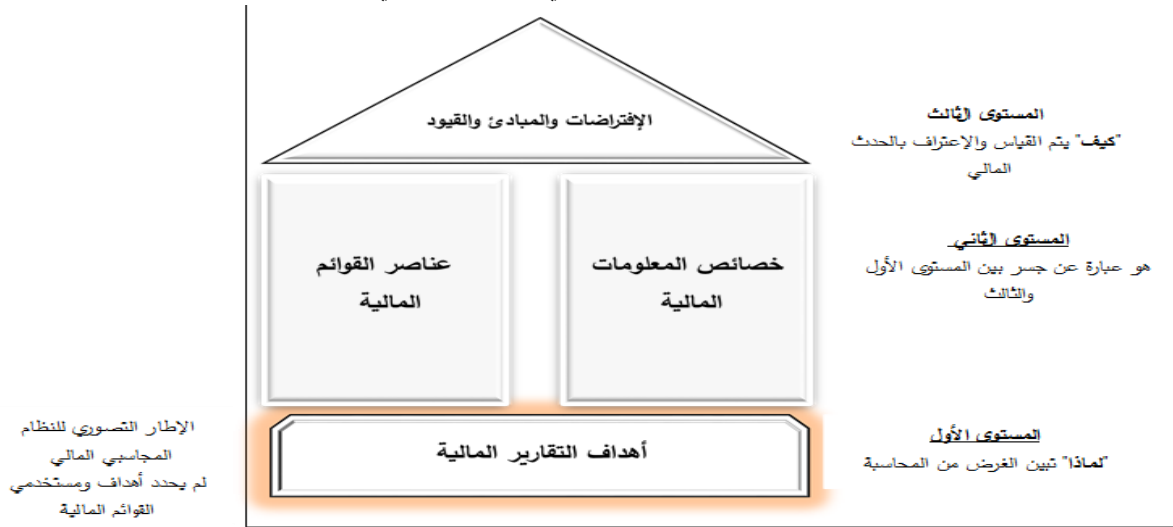 الإفتراضات والمبادئ والقيود
المستوى الثالث
"كيف" يتم القياس والاعتراف بالحدث
المالي
خصائص المعلومات
المالية
عناصر القوائم
المالية
المستوى الثاني
هو عبارة عن جسر بين المستوى الأول
والثالث
أهداف التقارير المالية
المستوى الأول
"لماذا" تبين الغرض من المحاسبة
الإطار التصوري للنظام
المجاسبي المالي
لم يحدد أهداف ومستخدمي
القوائم المالية